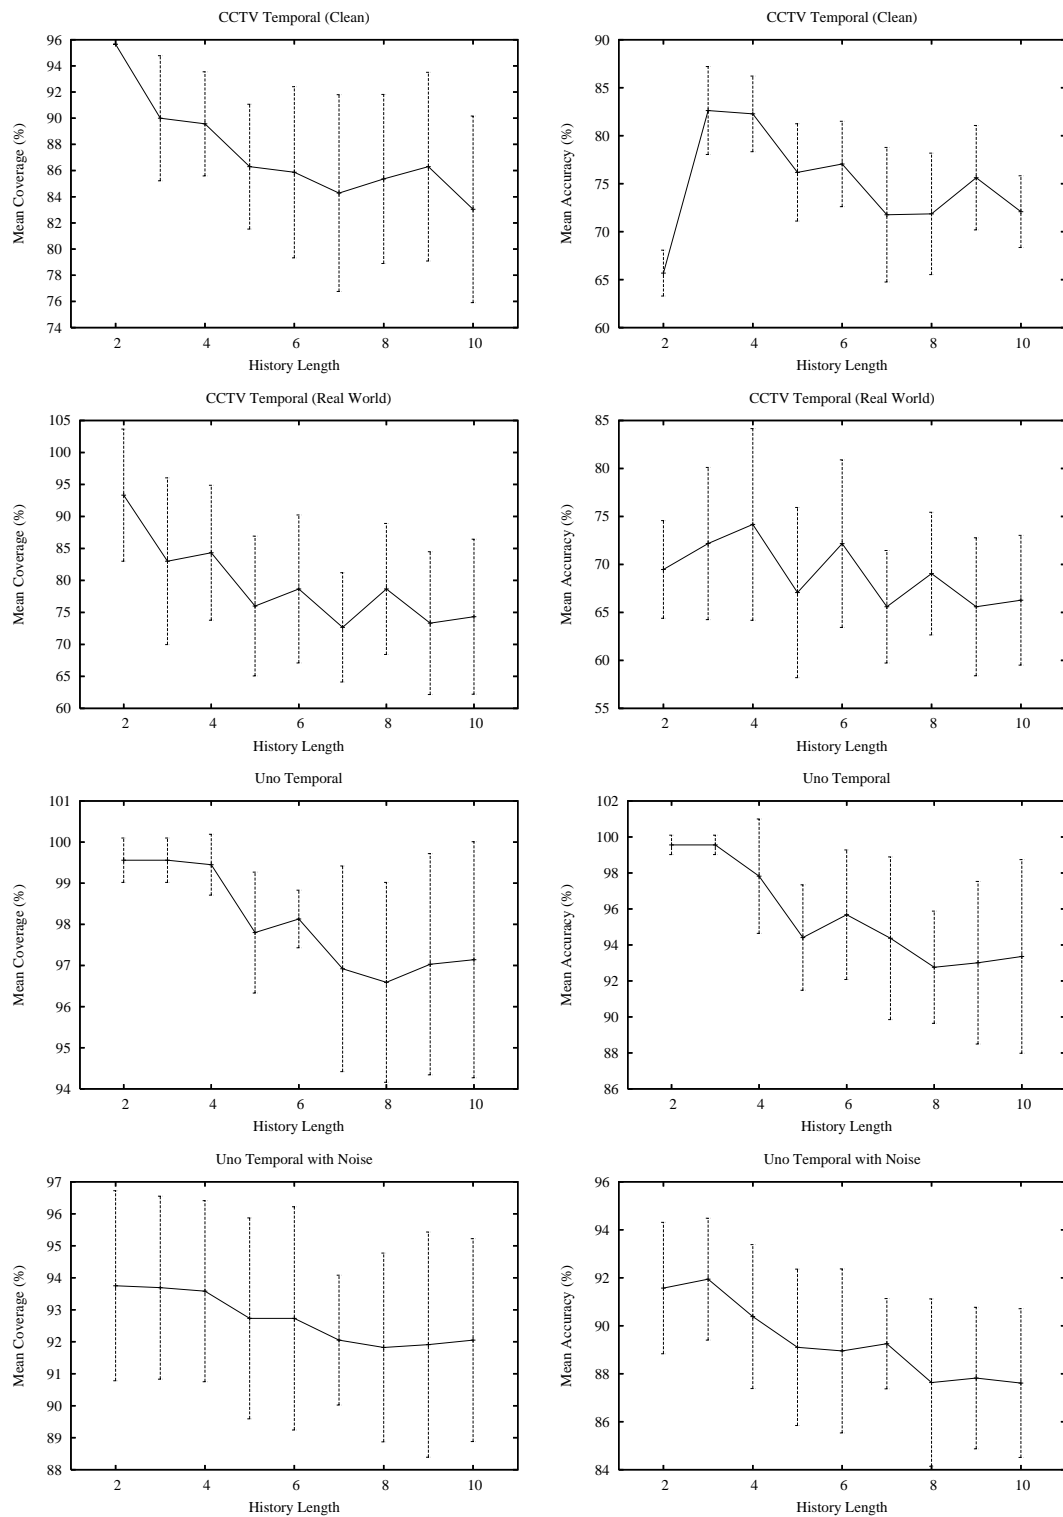 CCTV Temporal (Clean)
96
94
92
90
88
86
84
82
80
78
76
74
2 4 6 8 10
Mean Coverage (%)
History Length
CCTV Temporal (Clean)
90
85
80
75
70
65
60
2 4 6 8 10
Mean Accuracy (%)
History Length
CCTV Temporal (Real World)
105
100
95
90
85
80
75
70
65
60
2 4 6 8 10
Mean Coverage (%)
History Length
CCTV Temporal (Real World)
85
80
75
70
65
60
55
2 4 6 8 10
Mean Accuracy (%)
History Length
Uno Temporal
101
100
99
98
97
96
95
94
2 4 6 8 10
Mean Coverage (%)
History Length
Uno Temporal
102
100
98
96
94
92
90
88
86
2 4 6 8 10
Mean Accuracy (%)
History Length
Uno Temporal with Noise
97
96
95
94
93
92
91
90
89
88
2 4 6 8 10
Mean Coverage (%)
History Length
Uno Temporal with Noise
96
94
92
90
88
86
84
2 4 6 8 10
Mean Accuracy (%)
History Length